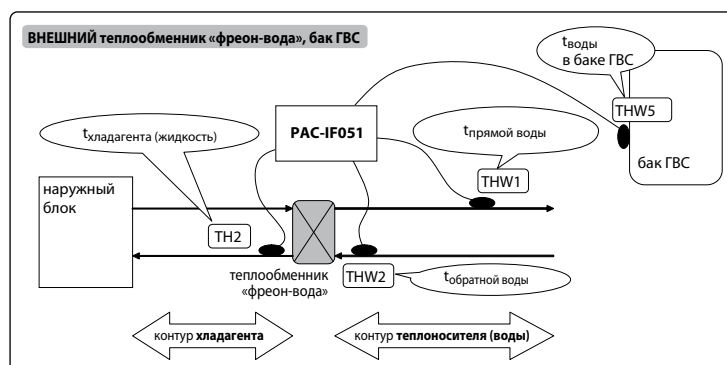 ВНЕШНИЙ теплообменник «фреон-вода», бак ГВС
tводы
в баке ГВС
THW5
бак ГВС
PAC-IF051
tхладагента (жидкость)
tпрямой воды
THW1
наружный
блок
TH2
теплообменник
«фреон-вода»
THW2
tобратной воды
контур хладагента
контур теплоносителя (воды)